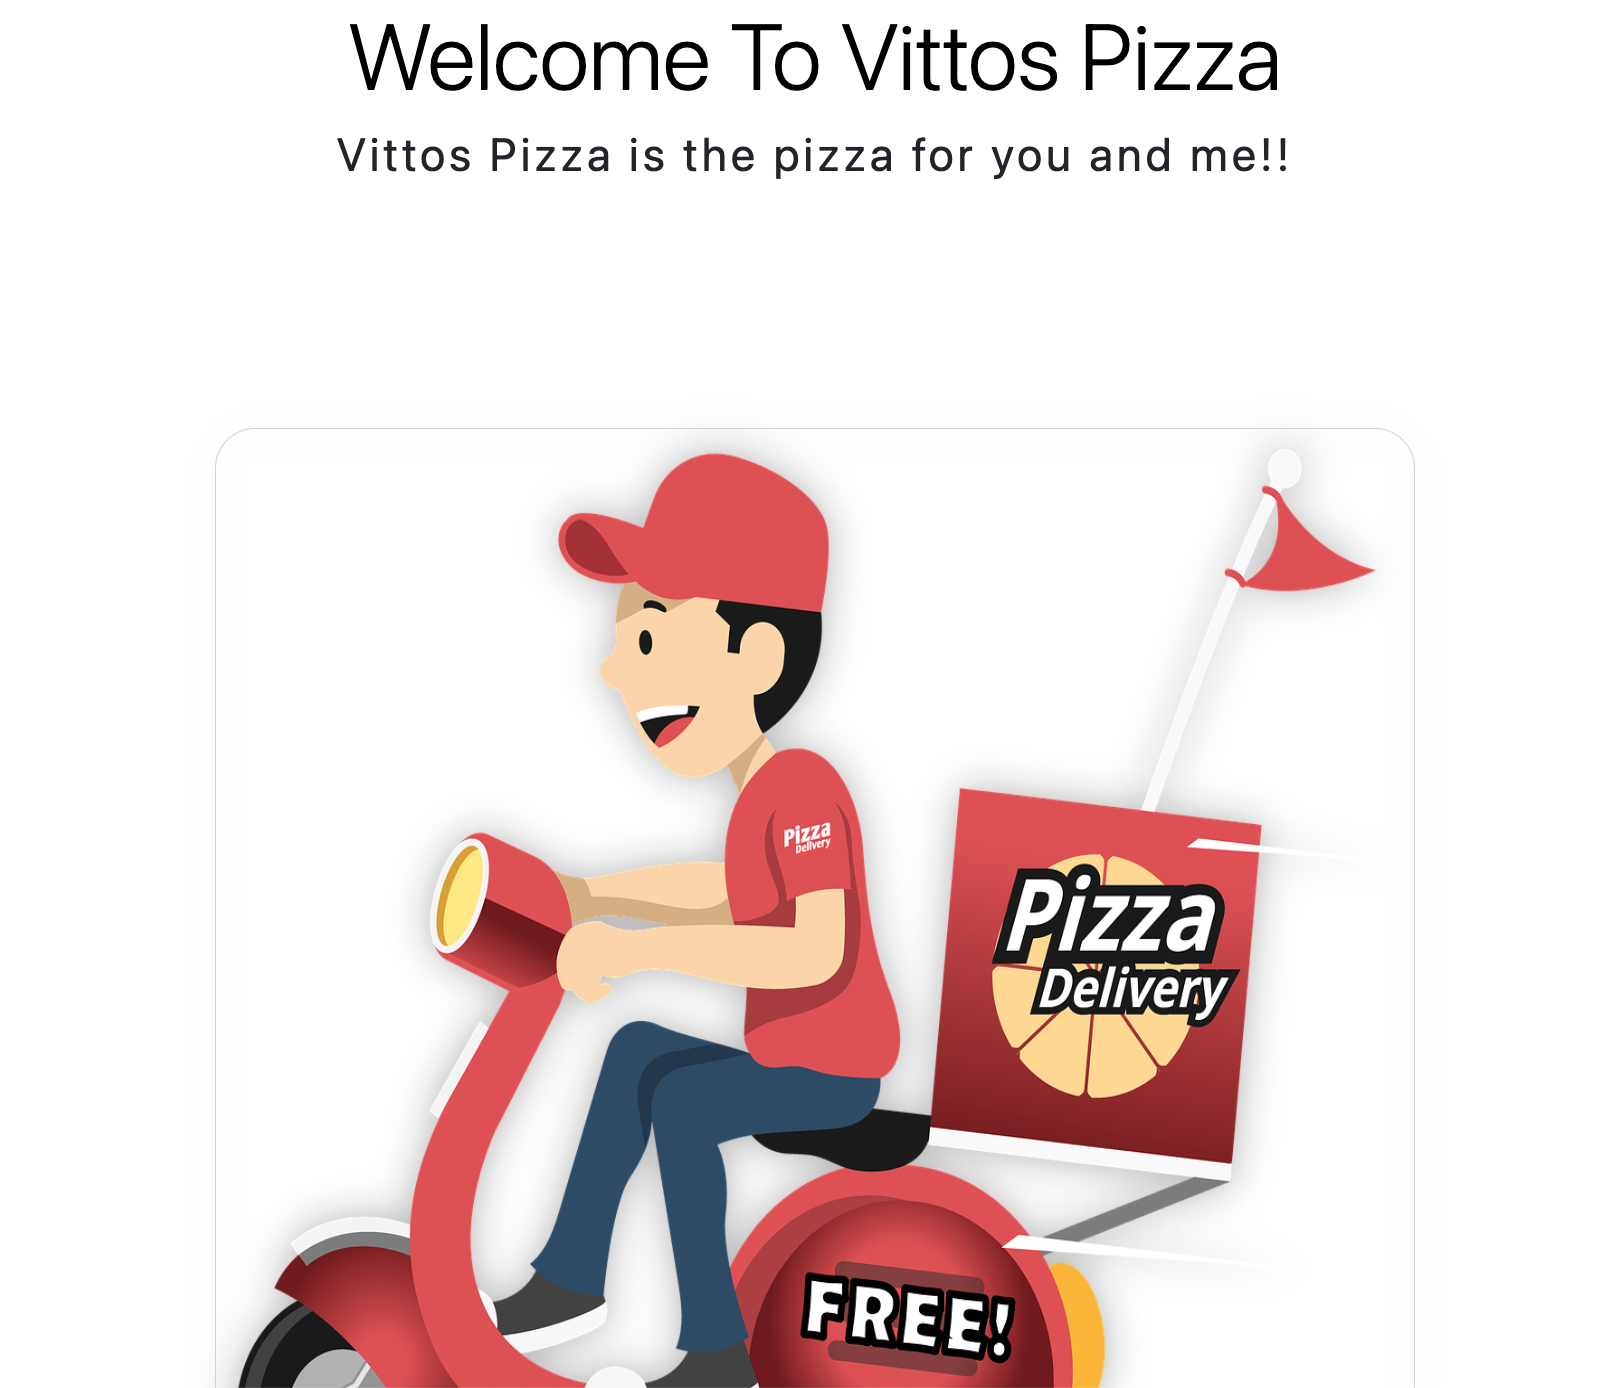 Welcome To Vittos Pizza
Vittos Pizza is the pizza for you and me!!
Pizza
Delivery
Pizza
Delivery
FREE!